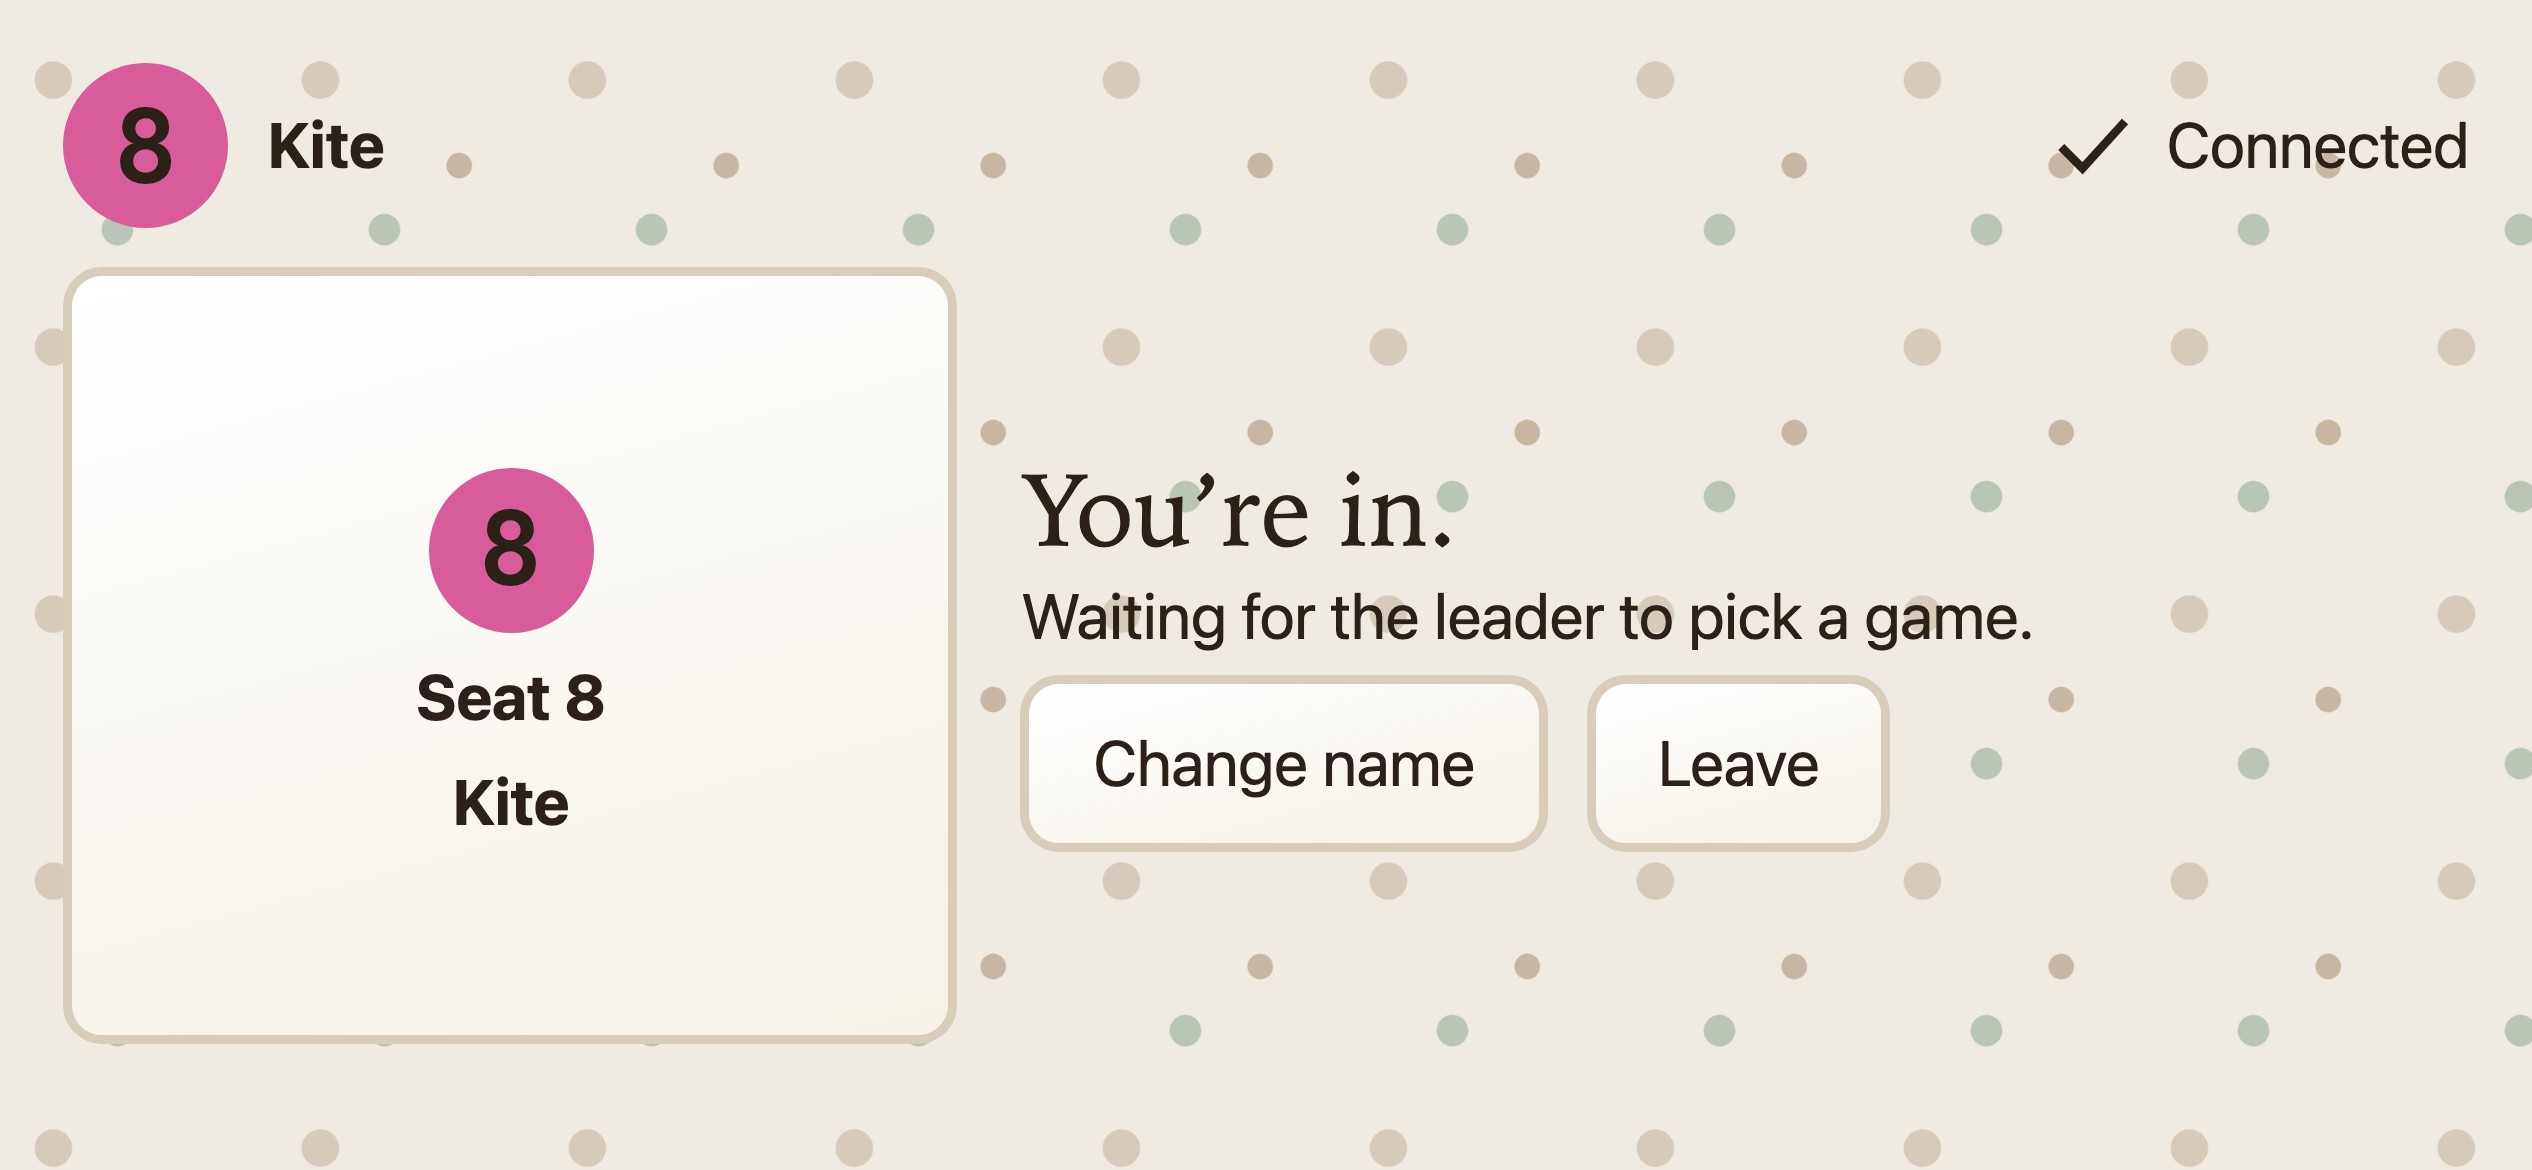 8 Kite
Connected
8
Seat 8
Kite
You’re in.
Waiting for the leader to pick a game.
Change name
Leave